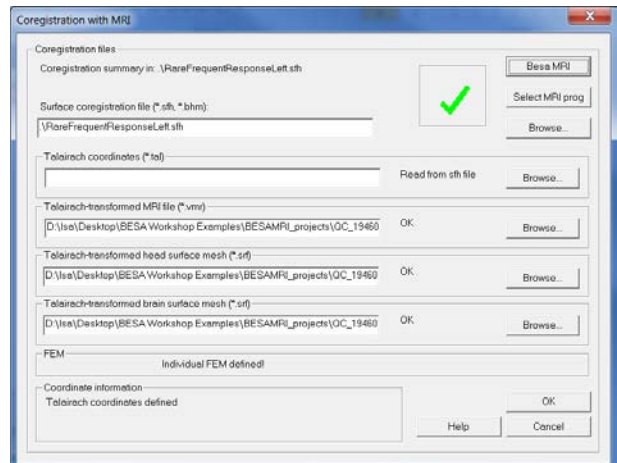 Coregistration with MRI
Coregistration files
Coregistration summary in: .\RareFrequentResponseLeft.sfh
Besa MRI
Select MRI prog
Surface coregistration file (*.sfh, *.bhm):
.\RareFrequentResponseLeft.sfh
Browse...
Talairach coordinates (*.tal)
Read from sfh file
Browse...
Talairach-transformed MRI file (*.vmr)
D:\Isa\Desktop\BESA Workshop Examples\BESAMRI_projects\QC_19460
OK
Browse...
Talairach-transformed head surface mesh (*.srf)
D:\Isa\Desktop\BESA Workshop Examples\BESAMRI_projects\QC_19460
OK
Browse...
Talairach-transformed brain surface mesh (*.srf)
D:\Isa\Desktop\BESA Workshop Examples\BESAMRI_projects\QC_19460
OK
Browse...
FEM
Individual FEM defined!
Coordinate information
Talairach coordinates defined
OK
Help
Cancel